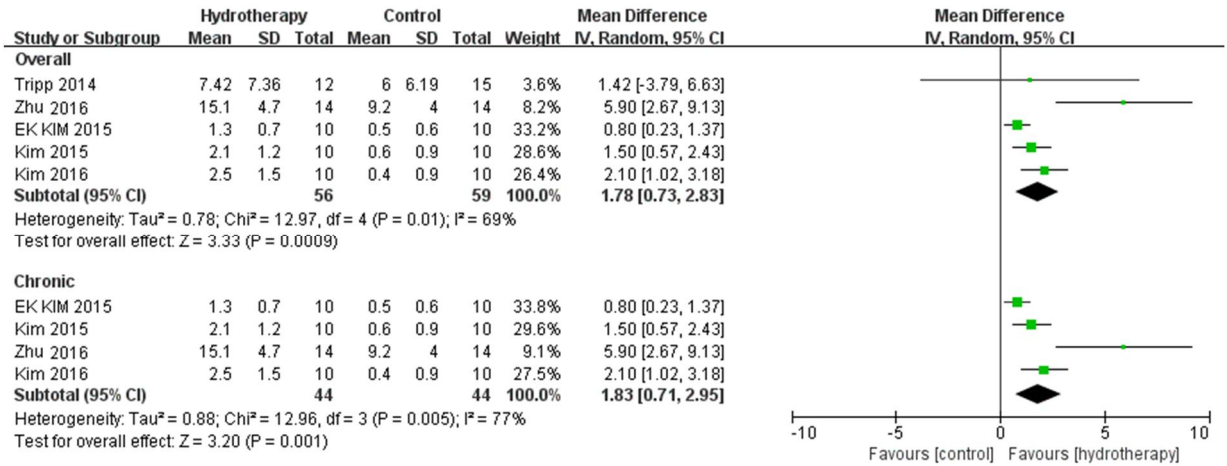 Hydrotherapy Control Mean Difference Mean Difference
Study or Subgroup Mean SD Total Mean SD Total Weight IV, Random, 95% CI IV, Random, 95% CI
Overall
Tripp 2014 7.42 7.36 12 6 6.19 15 3.6% 1.42 [-3.79, 6.63]
Zhu 2016 15.1 4.7 14 9.2 4 14 8.2% 5.90 [2.67, 9.13]
EK KIM 2015 1.3 0.7 10 0.5 0.6 10 33.2% 0.80 [0.23, 1.37]
Kim 2015 2.1 1.2 10 0.6 0.9 10 28.6% 1.50 [0.57, 2.43]
Kim 2016 2.5 1.5 10 0.4 0.9 10 26.4% 2.10 [1.02, 3.18]
Subtotal (95% CI) 56 59 100.0% 1.78 [0.73, 2.83]
Heterogeneity: Tau² = 0.78; Chi² = 12.97, df = 4 (P = 0.01); I² = 69%
Test for overall effect: Z = 3.33 (P = 0.0009)
Chronic
EK KIM 2015 1.3 0.7 10 0.5 0.6 10 33.8% 0.80 [0.23, 1.37]
Kim 2015 2.1 1.2 10 0.6 0.9 10 29.6% 1.50 [0.57, 2.43]
Zhu 2016 15.1 4.7 14 9.2 4 14 9.1% 5.90 [2.67, 9.13]
Kim 2016 2.5 1.5 10 0.4 0.9 10 27.5% 2.10 [1.02, 3.18]
Subtotal (95% CI) 44 44 100.0% 1.83 [0.71, 2.95]
Heterogeneity: Tau² = 0.88; Chi² = 12.96, df = 3 (P = 0.005); I² = 77%
Test for overall effect: Z = 3.20 (P = 0.001)
-10 -5 0 5 10
Favours [control] Favours [hydrotherapy]